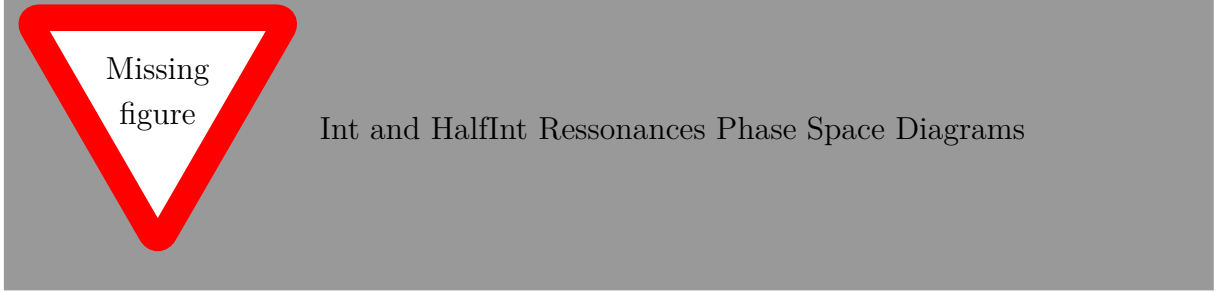 Missing
figure
Int and HalfInt Ressonances Phase Space Diagrams